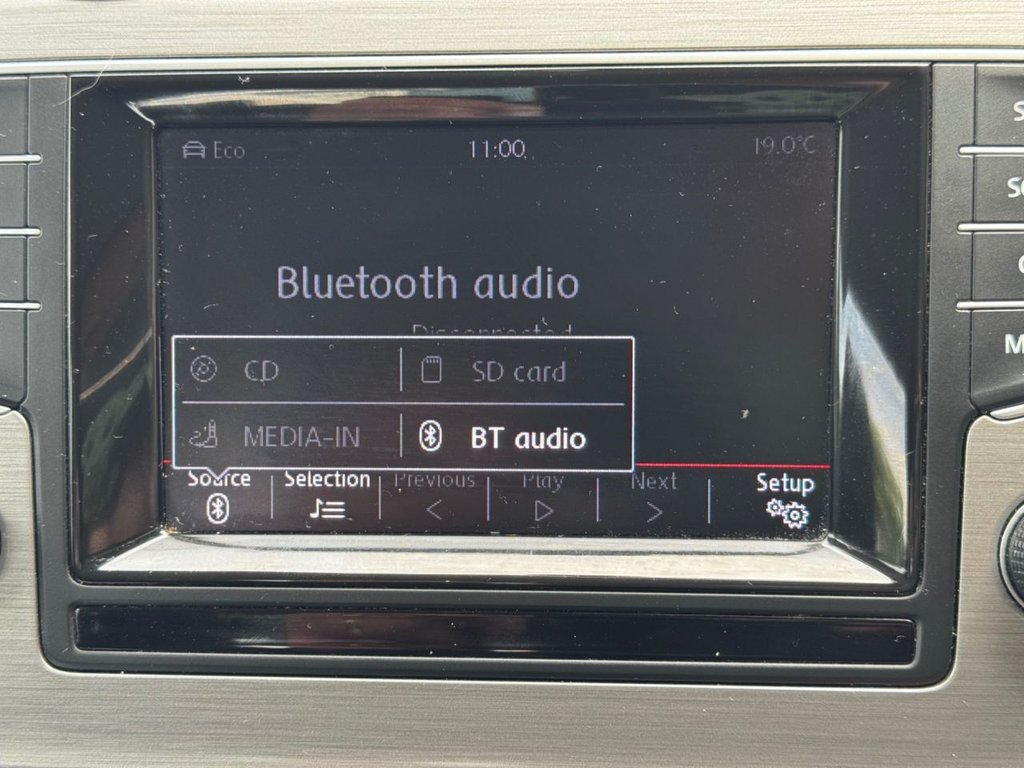 Eco 11:00 19.0°C
Bluetooth audio
Disconnected
CD SD card
MEDIA-IN BT audio
Source Selection Previous Play Next Setup